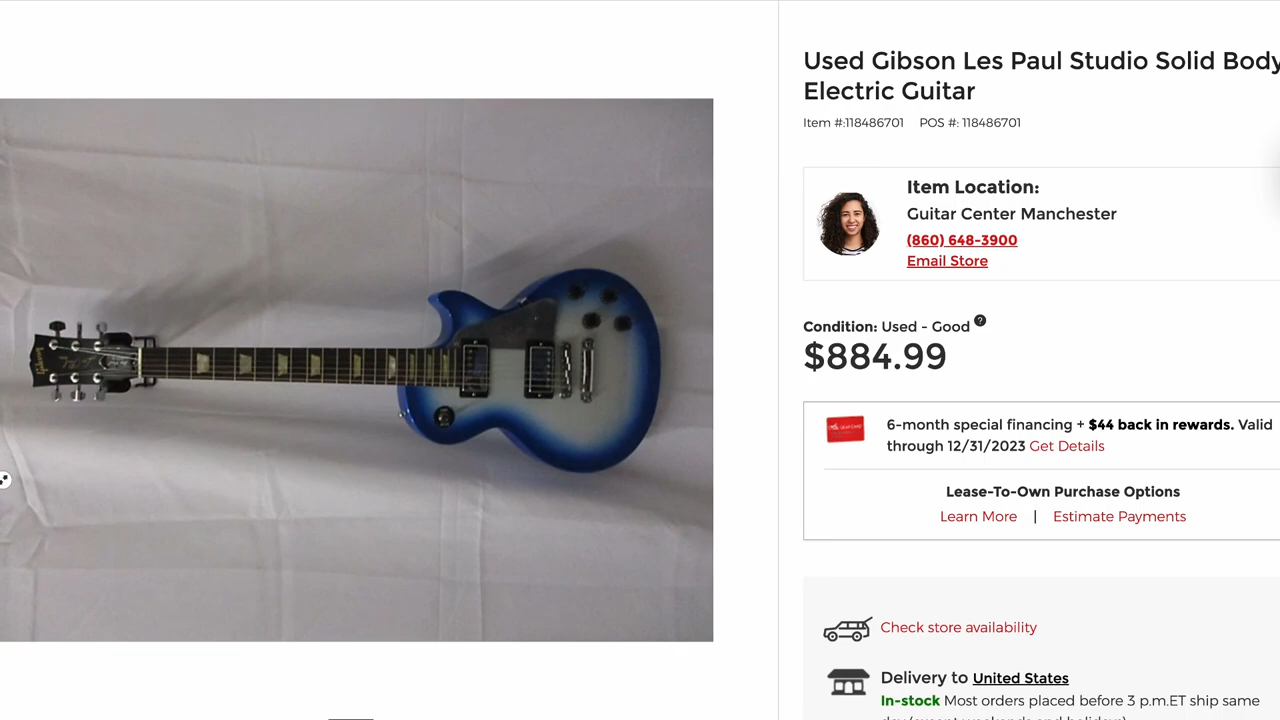 Used Gibson Les Paul Studio Solid Body
Electric Guitar
Item #:118486701 POS #: 118486701
Item Location:
Guitar Center Manchester
(860) 648-3900
Email Store
Condition: Used - Good ?
$884.99
6-month special financing + $44 back in rewards. Valid
through 12/31/2023 Get Details
Lease-To-Own Purchase Options
Learn More | Estimate Payments
Check store availability
Delivery to United States
In-stock Most orders placed before 3 p.m.ET ship same